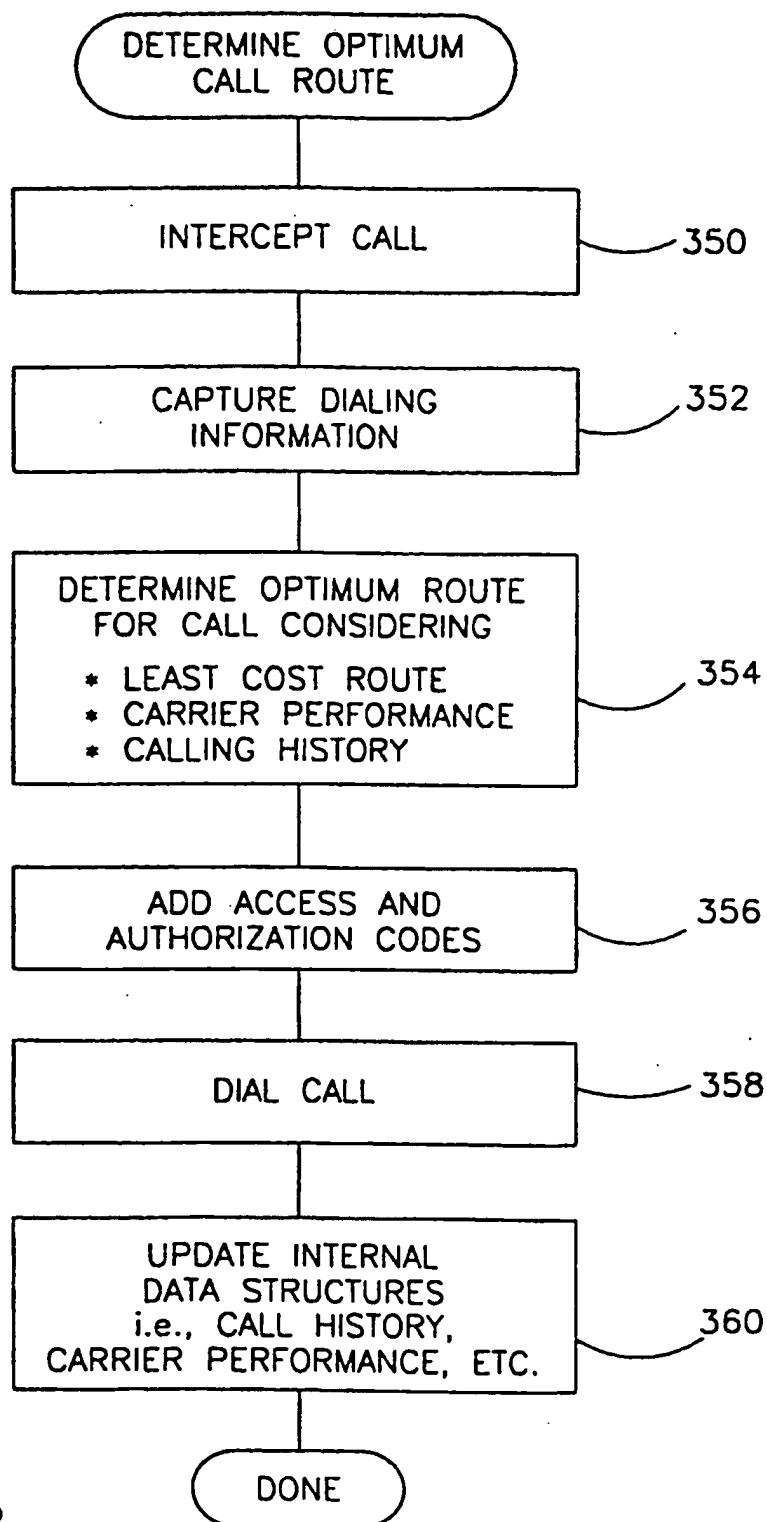 DETERMINE OPTIMUM
CALL ROUTE
INTERCEPT CALL
350
CAPTURE DIALING
INFORMATION
352
DETERMINE OPTIMUM ROUTE
FOR CALL CONSIDERING
* LEAST COST ROUTE
* CARRIER PERFORMANCE
* CALLING HISTORY
354
ADD ACCESS AND
AUTHORIZATION CODES
356
DIAL CALL
358
UPDATE INTERNAL
DATA STRUCTURES
i.e., CALL HISTORY,
CARRIER PERFORMANCE, ETC.
360
DONE